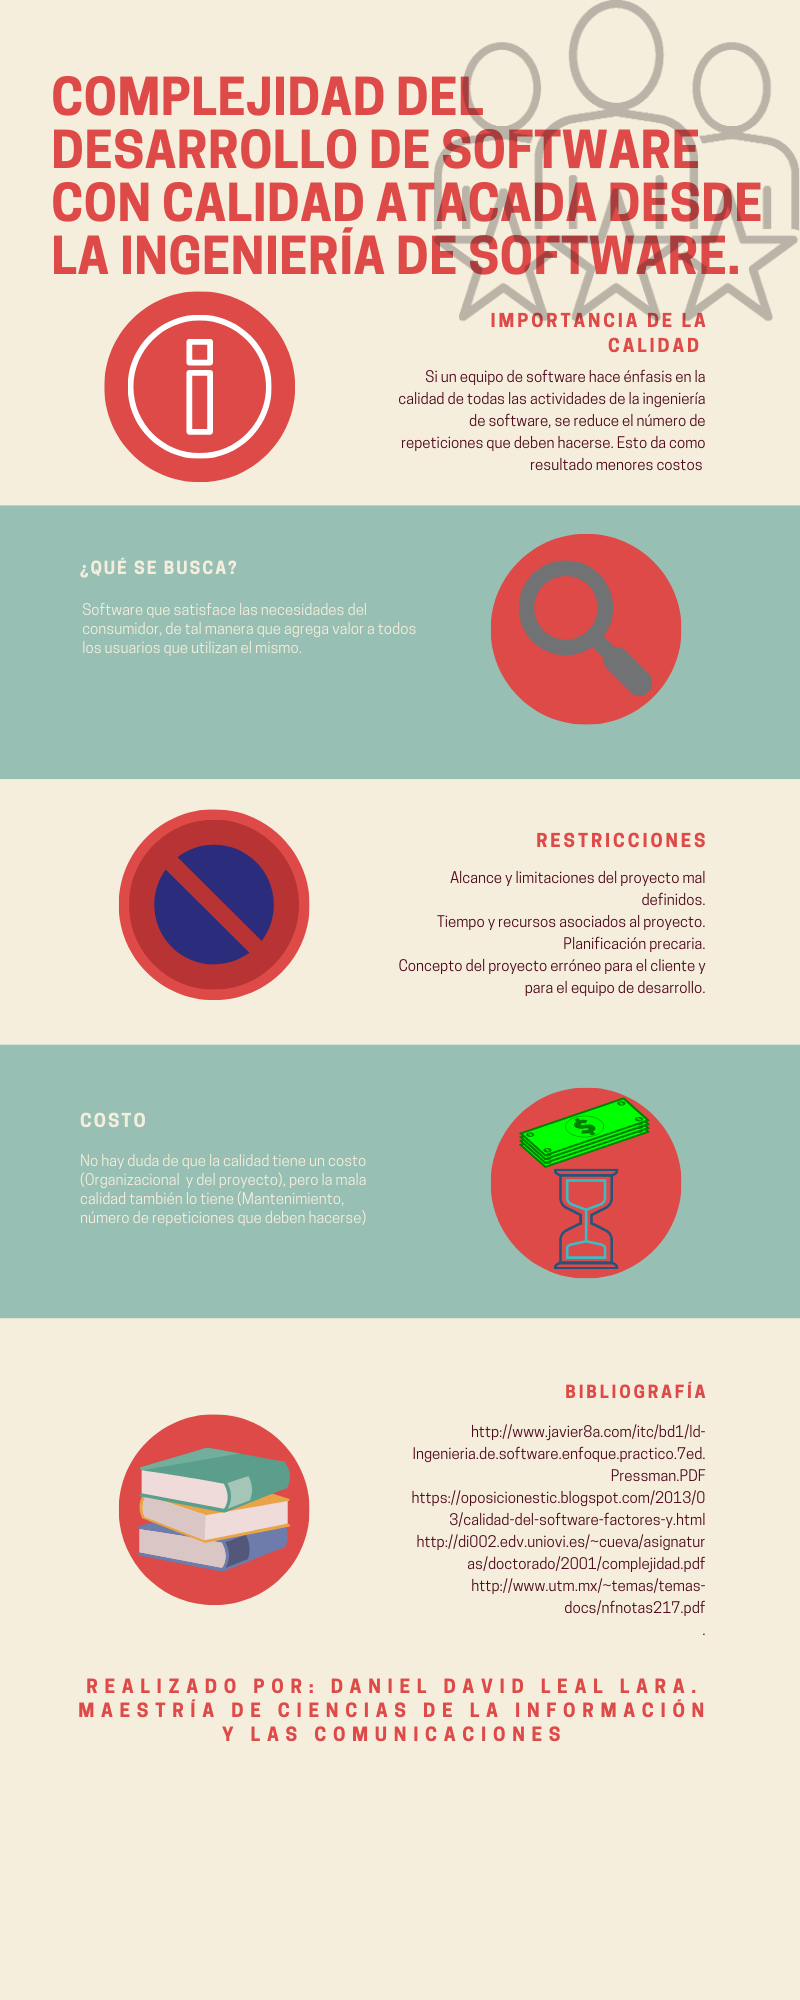 COMPLEJIDAD DEL
DESARROLLO DE SOFTWARE
CON CALIDAD ATACADA DESDE
LA INGENIERÍA DE SOFTWARE.
IMPORTANCIA DE LA
CALIDAD
Si un equipo de software hace énfasis en la
calidad de todas las actividades de la ingeniería
de software, se reduce el número de
repeticiones que deben hacerse. Esto da como
resultado menores costos
¿QUÉ SE BUSCA?
Software que satisface las necesidades del
consumidor, de tal manera que agrega valor a todos
los usuarios que utilizan el mismo.
RESTRICCIONES
Alcance y limitaciones del proyecto mal
definidos.
Tiempo y recursos asociados al proyecto.
Planificación precaria.
Concepto del proyecto erróneo para el cliente y
para el equipo de desarrollo.
COSTO
No hay duda de que la calidad tiene un costo
(Organizacional y del proyecto), pero la mala
calidad también lo tiene (Mantenimiento,
número de repeticiones que deben hacerse)
BIBLIOGRAFÍA
http://www.javier8a.com/itc/bd1/ld-
Ingenieria.de.software.enfoque.practico.7ed.
Pressman.PDF
https://oposicionestic.blogspot.com/2013/0
3/calidad-del-software-factores-y.html
http://di002.edv.uniovi.es/~cueva/asignatur
as/doctorado/2001/complejidad.pdf
http://www.utm.mx/~temas/temas-
docs/nfnotas217.pdf
.
REALIZADO POR: DANIEL DAVID LEAL LARA.
MAESTRÍA DE CIENCIAS DE LA INFORMACIÓN
Y LAS COMUNICACIONES